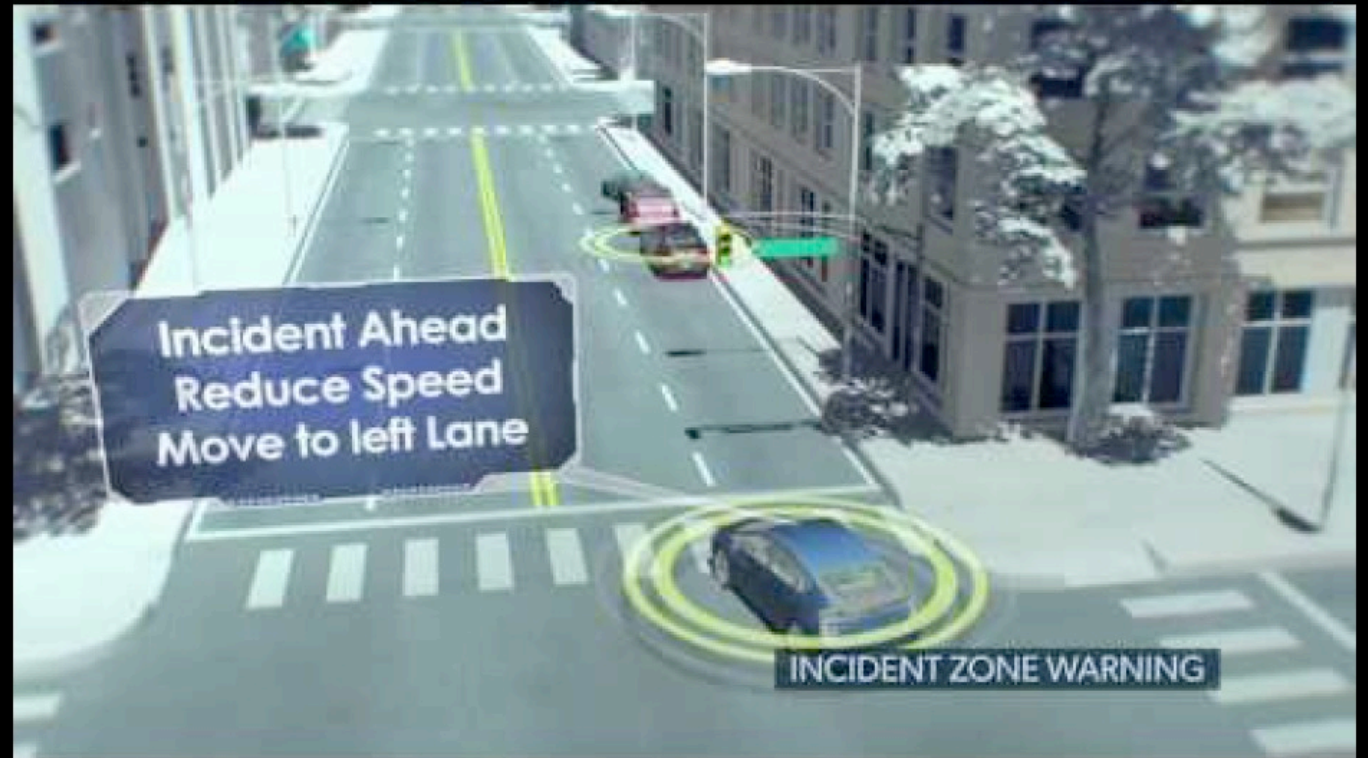 Incident Ahead
Reduce Speed
Move to left Lane
INCIDENT ZONE WARNING